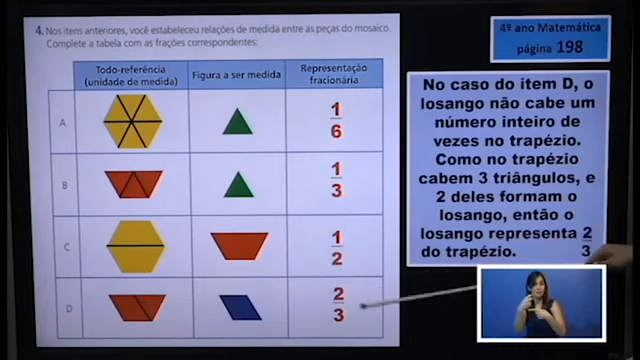 4. Nos itens anteriores, você estabeleceu relações de medida entre as peças do mosaico.
Complete a tabela com as frações correspondentes:
Todo-referência
(unidade de medida)
Figura a ser medida
Representação
fracionária
A
1
6
B
1
3
C
1
2
D
2
3
4º ano Matemática
página 198
No caso do item D, o
losango não cabe um
número inteiro de
vezes no trapézio.
Como no trapézio
cabem 3 triângulos, e
2 deles formam o
losango, então o
losango representa 2
3
do trapézio.